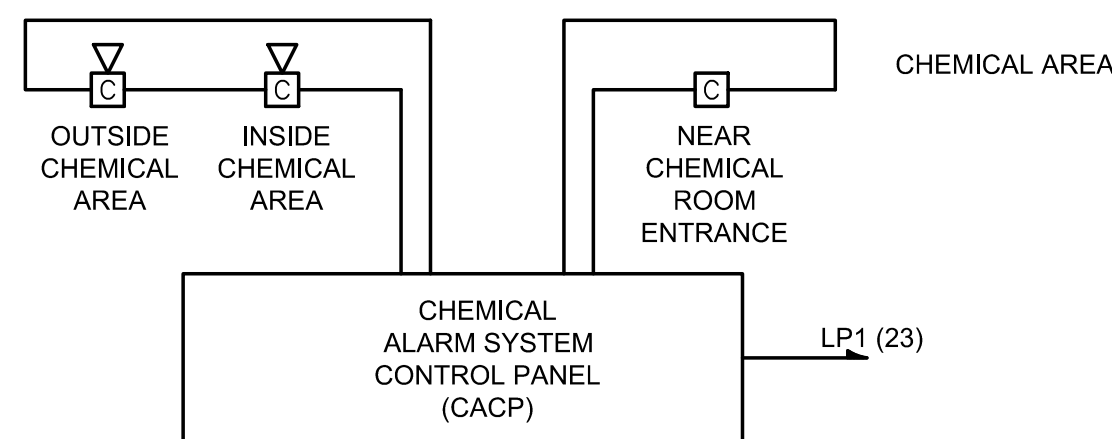 C
C
C
CHEMICAL AREA
OUTSIDE
CHEMICAL
AREA
INSIDE
CHEMICAL
AREA
NEAR
CHEMICAL
ROOM
ENTRANCE
CHEMICAL
ALARM SYSTEM
CONTROL PANEL
(CACP)
LP1 (23)